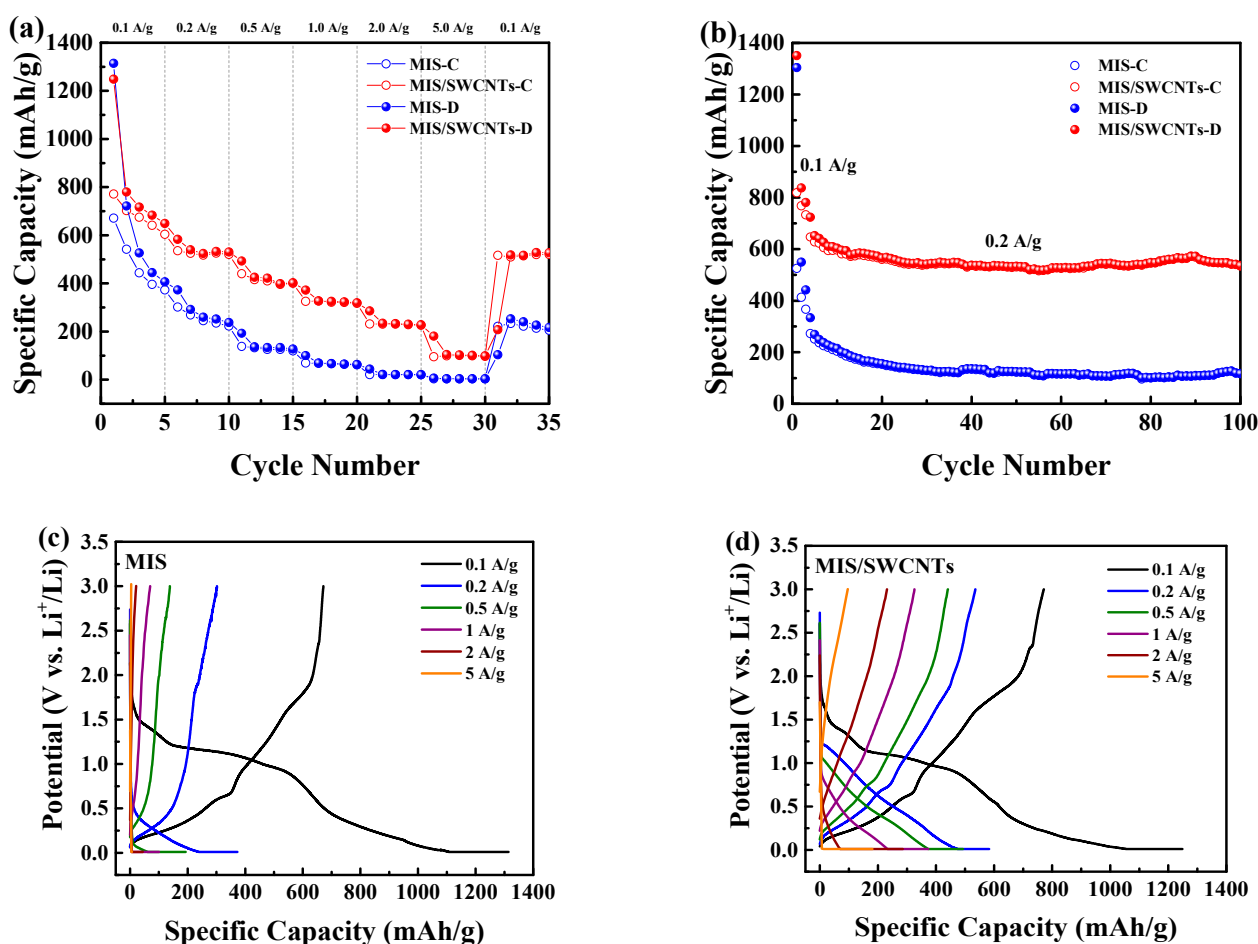 (a)
0.1 A/g 0.2 A/g 0.5 A/g 1.0 A/g 2.0 A/g 5.0 A/g 0.1 A/g
1400
1200
1000
800
600
400
200
0
Specific Capacity (mAh/g)
MIS-C
MIS/SWCNTs-C
MIS-D
MIS/SWCNTs-D
0 5 10 15 20 25 30 35
Cycle Number
(b)
1400
1200
1000
800
600
400
200
0
Specific Capacity (mAh/g)
MIS-C
MIS/SWCNTs-C
MIS-D
MIS/SWCNTs-D
0.1 A/g
0.2 A/g
0 20 40 60 80 100
Cycle Number
(c)
3.5
3.0
2.5
2.0
1.5
1.0
0.5
0.0
Potential (V vs. Li⁺/Li)
MIS
0.1 A/g
0.2 A/g
0.5 A/g
1 A/g
2 A/g
5 A/g
0 200 400 600 800 1000 1200 1400
Specific Capacity (mAh/g)
(d)
3.5
3.0
2.5
2.0
1.5
1.0
0.5
0.0
Potential (V vs. Li⁺/Li)
MIS/SWCNTs
0.1 A/g
0.2 A/g
0.5 A/g
1 A/g
2 A/g
5 A/g
0 200 400 600 800 1000 1200 1400
Specific Capacity (mAh/g)